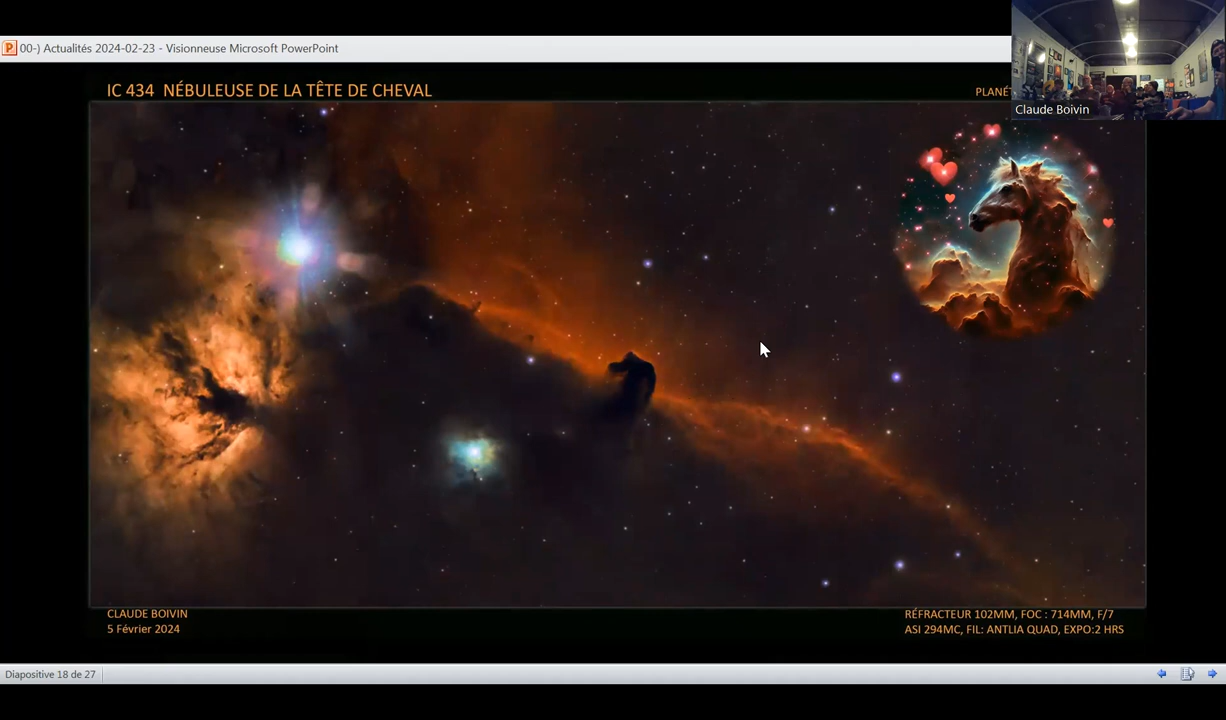 00-) Actualités 2024-02-23 - Visionneuse Microsoft PowerPoint
IC 434 NÉBULEUSE DE LA TÊTE DE CHEVAL
Claude Boivin
CLAUDE BOIVIN
5 Février 2024
RÉFRACTEUR 102MM, FOC : 714MM, F/7
ASI 294MC, FIL: ANTLIA QUAD, EXPO:2 HRS
Diapositive 18 de 27